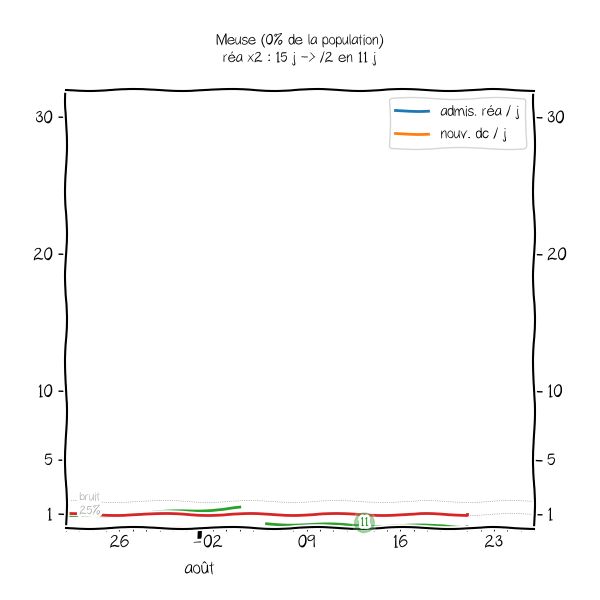 Meuse (0% de la population)
réa x2 : 15 j -> /2 en 11 j
admis. réa / j
nouv. dc / j
30
30
20
20
10
10
5
5
bruit
25%
1
1
11
26
02
09
16
23
août